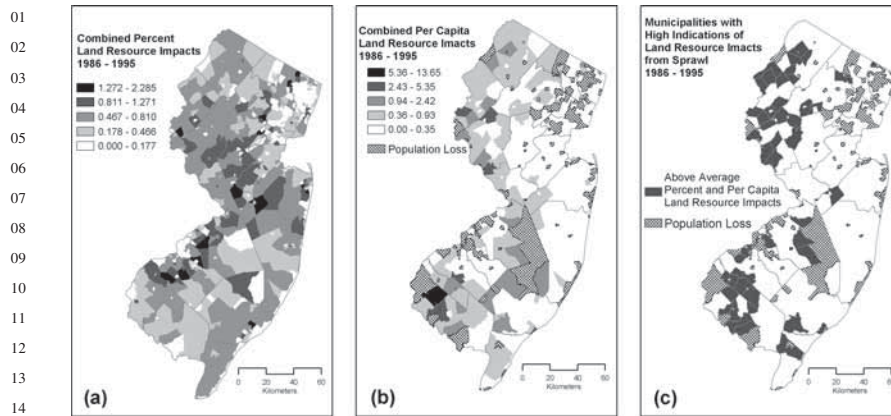 01
02
03
04
05
06
07
08
09
10
11
12
13
14
Combined Percent
Land Resource Impacts
1986 - 1995
1.272 - 2.285
0.811 - 1.271
0.467 - 0.810
0.178 - 0.466
0.000 - 0.177
0 20 40 60
Kilometers
(a)
Combined Per Capita
Land Resource Imacts
1986 - 1995
5.36 - 13.65
2.43 - 5.35
0.94 - 2.42
0.36 - 0.93
0.00 - 0.35
Population Loss
0 20 40 60
Kilometers
(b)
Municipalities with
High Indications of
Land Resource Imacts
from Sprawl
1986 - 1995
Above Average
Percent and Per Capita
Land Resource Impacts
Population Loss
0 20 40 6
Kilometers
(c)